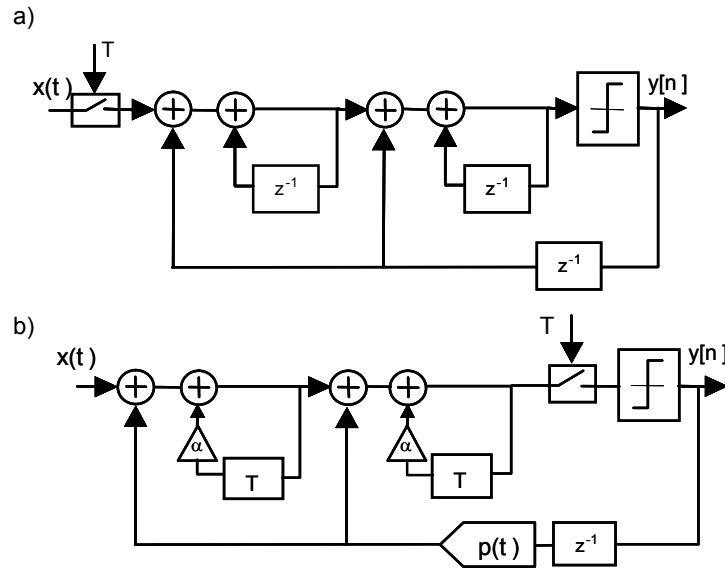 a)
T
x(t)
y[n]
z⁻¹
z⁻¹
z⁻¹
b)
T
x(t)
y[n]
α
α
T
T
p(t)
z⁻¹